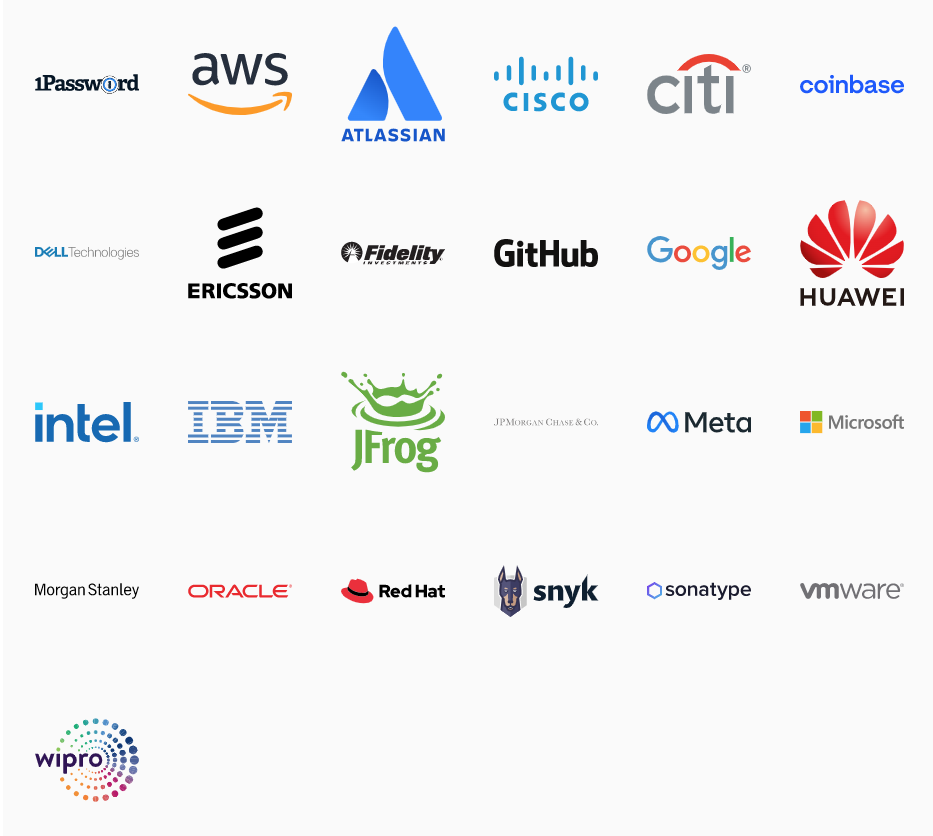 1Password
aws
ATLASSIAN
CISCO
citi®
coinbase
DELL Technologies
ERICSSON
Fidelity
INVESTMENTS
GitHub
Google
HUAWEI
intel®
IBM
JFrog
JPMORGAN CHASE & CO.
Meta
Microsoft
Morgan Stanley
ORACLE®
Red Hat
snyk
sonatype
vmware®
wipro